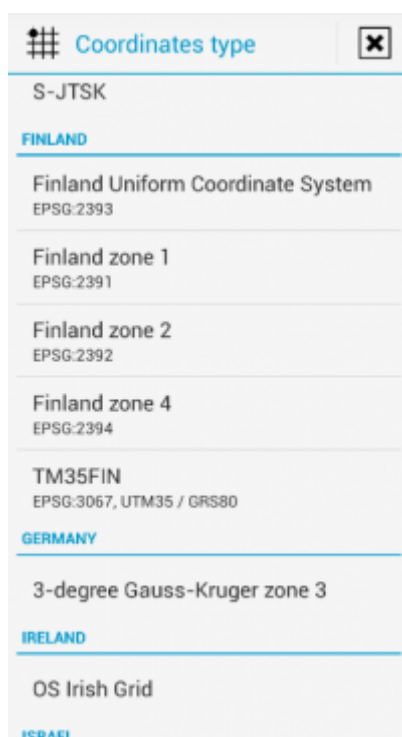 Coordinates type
S-JTSK
FINLAND
Finland Uniform Coordinate System
EPSG:2393
Finland zone 1
EPSG:2391
Finland zone 2
EPSG:2392
Finland zone 4
EPSG:2394
TM35FIN
EPSG:3067, UTM35 / GRS80
GERMANY
3-degree Gauss-Kruger zone 3
IRELAND
OS Irish Grid
ISRAEL